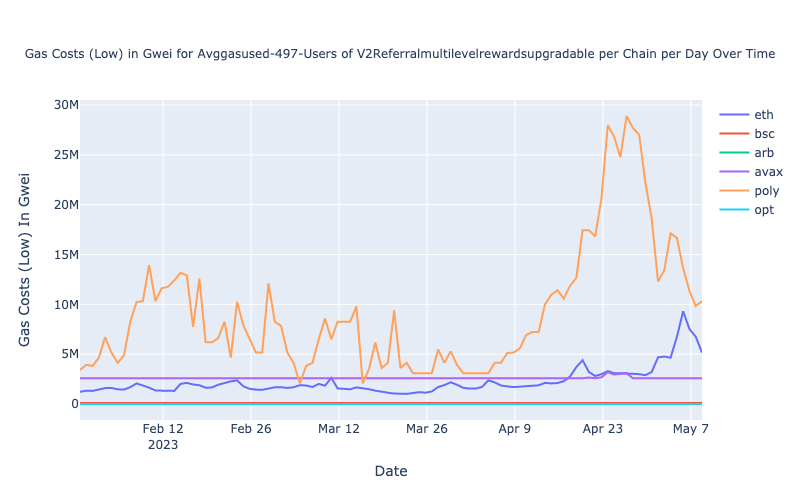 Gas Costs (Low) in Gwei for Avggasused-497-Users of V2Referralmultilevelrewardsupgradable per Chain per Day Over Time
Gas Costs (Low) In Gwei
30M
25M
20M
15M
10M
5M
0
Feb 12
2023
Feb 26
Mar 12
Mar 26
Apr 9
Apr 23
May 7
Date
eth
bsc
arb
avax
poly
opt